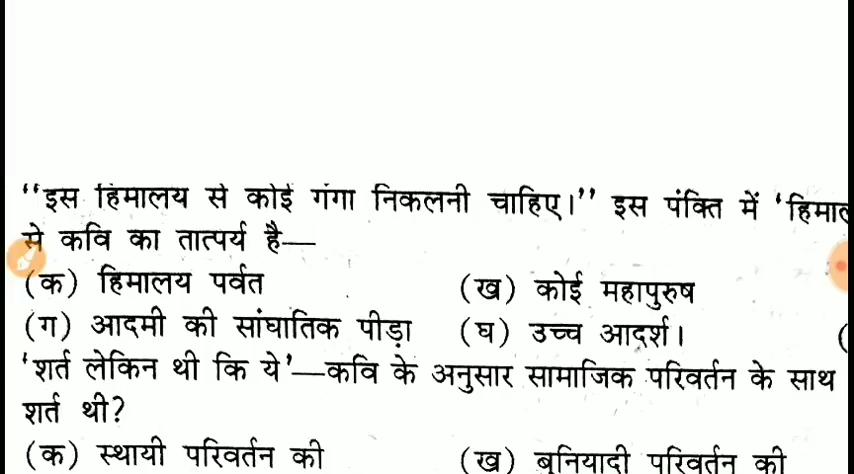 “इस हिमालय से कोई गंगा निकलनी चाहिए।” इस पंक्ति में ‘हिमाल
से कवि का तात्पर्य है—
(क) हिमालय पर्वत (ख) कोई महापुरुष
(ग) आदमी की सांघातिक पीड़ा (घ) उच्च आदर्श। (
‘शर्त लेकिन थी कि ये’—कवि के अनुसार सामाजिक परिवर्तन के साथ
शर्त थी?
(क) स्थायी परिवर्तन की (ख) बुनियादी परिवर्तन की